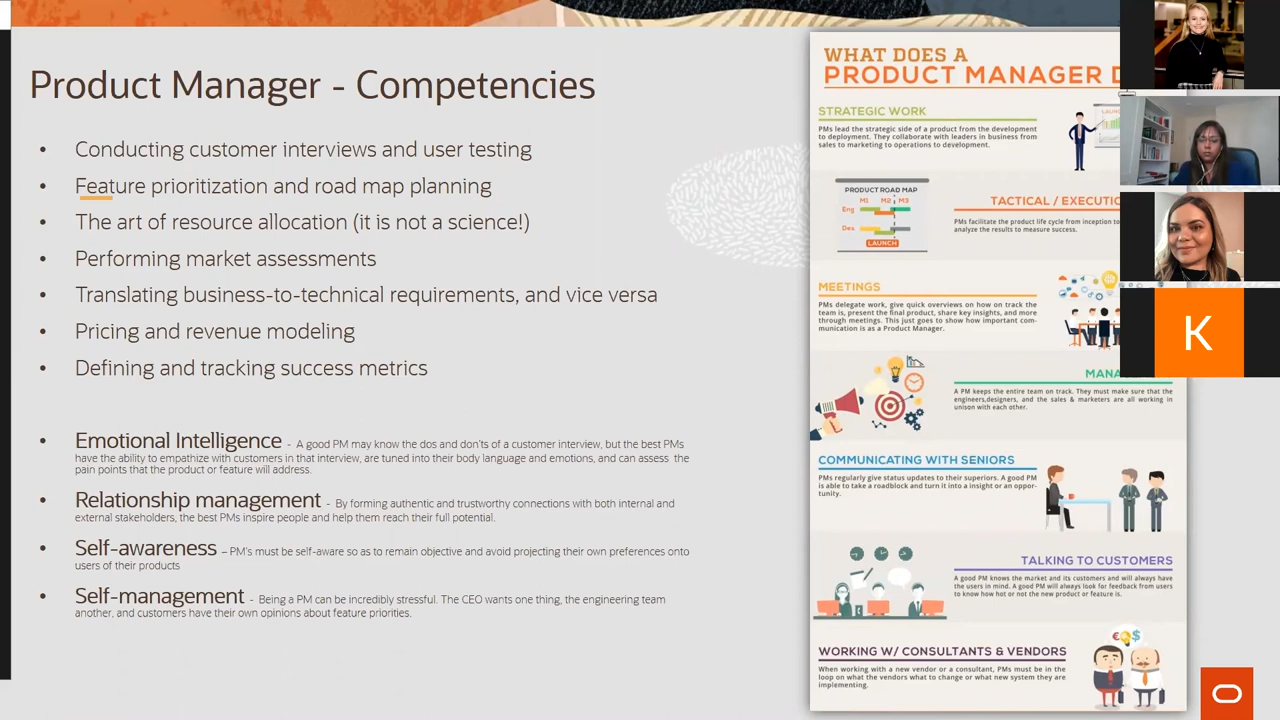 Product Manager - Competencies
• Conducting customer interviews and user testing
• Feature prioritization and road map planning
• The art of resource allocation (it is not a science!)
• Performing market assessments
• Translating business-to-technical requirements, and vice versa
• Pricing and revenue modeling
• Defining and tracking success metrics
• Emotional Intelligence - A good PM may know the dos and don'ts of a customer interview, but the best PMs
have the ability to empathize with customers in that interview, are tuned into their body language and emotions, and can assess the
pain points that the product or feature will address.
• Relationship management - By forming authentic and trustworthy connections with both internal and
external stakeholders, the best PMs inspire people and help them reach their full potential.
• Self-awareness – PM's must be self-aware so as to remain objective and avoid projecting their own preferences onto
users of their products
• Self-management - Being a PM can be incredibly stressful. The CEO wants one thing, the engineering team
another, and customers have their own opinions about feature priorities.
WHAT DOES A
PRODUCT MANAGER D
STRATEGIC WORK
PMs lead the strategic side of a product from the development
to deployment. They collaborate with leaders in business from
sales to marketing to operations to development.
LAUNC
PRODUCT ROAD MAP
M1 M2 M3
Eng
Des
LAUNCH
TACTICAL / EXECUTIO
PMs facilitate the product life cycle from inception to
analyze the results to measure success.
MEETINGS
PMs delegate work, give quick overviews on how on track the
team is, present the final product, share key insights, and more
through meetings. This just goes to show how important com-
munication is as a Product Manager.
MANA
A PM keeps the entire team on track. They must make sure that the
engineers,designers, and the sales & marketers are all working in
unison with each other.
COMMUNICATING WITH SENIORS
PMs regularly give status updates to their superiors. A good PM
is able to take a roadblock and turn it into a insight or an oppor-
tunity.
TALKING TO CUSTOMERS
A good PM knows the market and its customers and will always have
the users in mind. A good PM will always look for feedback from users
to know how hot or not the new product or feature is.
WORKING W/ CONSULTANTS & VENDORS
When working with a new vendor or a consultant, PMs must be in the
loop on what the vendors what to change or what new system they are
implementing.
€ $
K